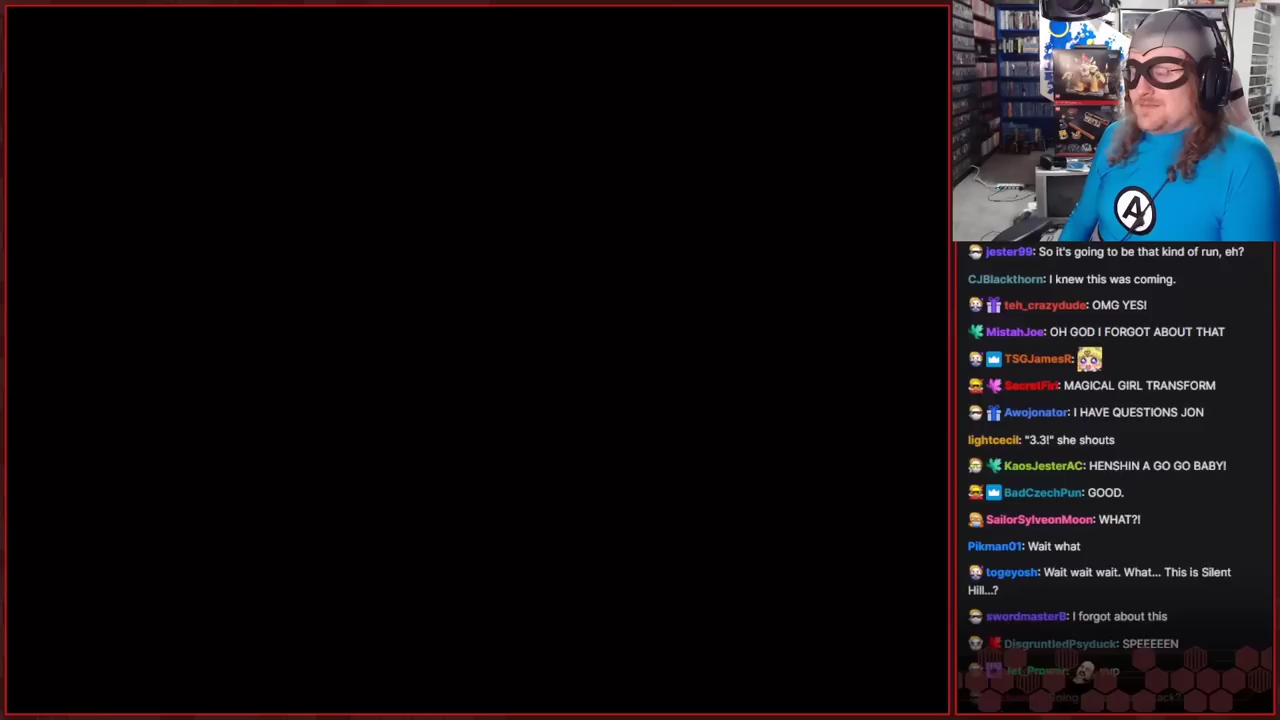 jester99: So it's going to be that kind of run, eh?
CJBlackthorn: I knew this was coming.
teh_crazydude: OMG YES!
MistahJoe: OH GOD I FORGOT ABOUT THAT
TSGJamesR:
SecretFiri: MAGICAL GIRL TRANSFORM
Awojonator: I HAVE QUESTIONS JON
lightcecil: "3.3!" she shouts
KaosJesterAC: HENSHIN A GO GO BABY!
BadCzechPun: GOOD.
SailorSylveonMoon: WHAT?!
Pikman01: Wait what
togeyosh: Wait wait wait. What... This is Silent
Hill...?
swordmasterB: I forgot about this
DisgruntledPsyduck: SPEEEEEN